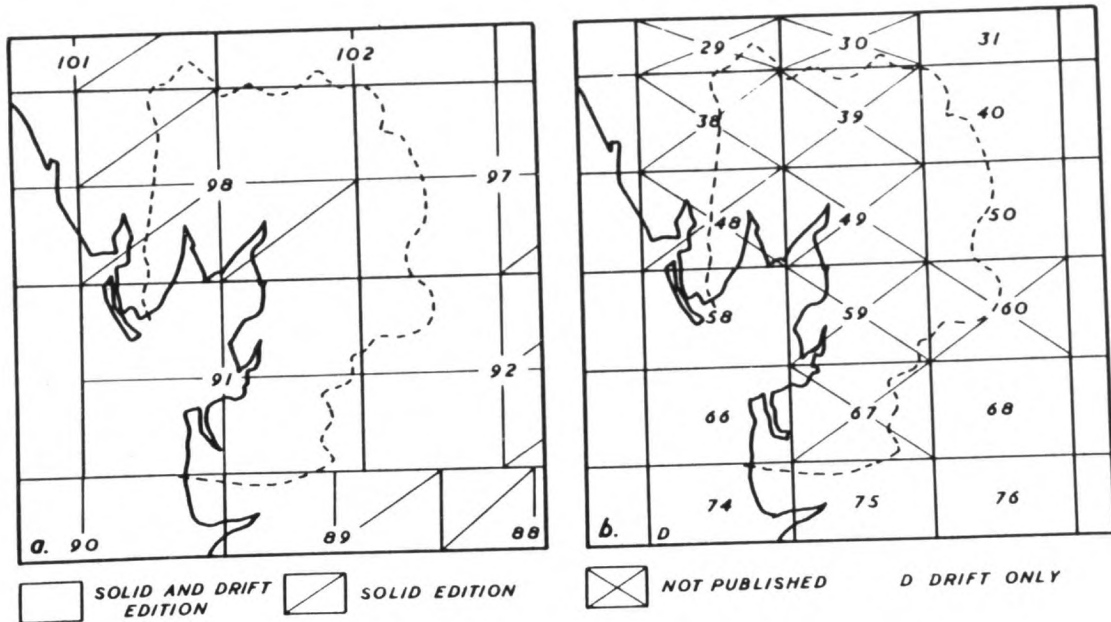 101 102
98 97
91 92
a. 90 89 88
29 30 31
38 39 40
48 49 50
58 59 60
66 67 68
74 75 76
b. D
SOLID AND DRIFT
EDITION
SOLID EDITION
NOT PUBLISHED
D DRIFT ONLY